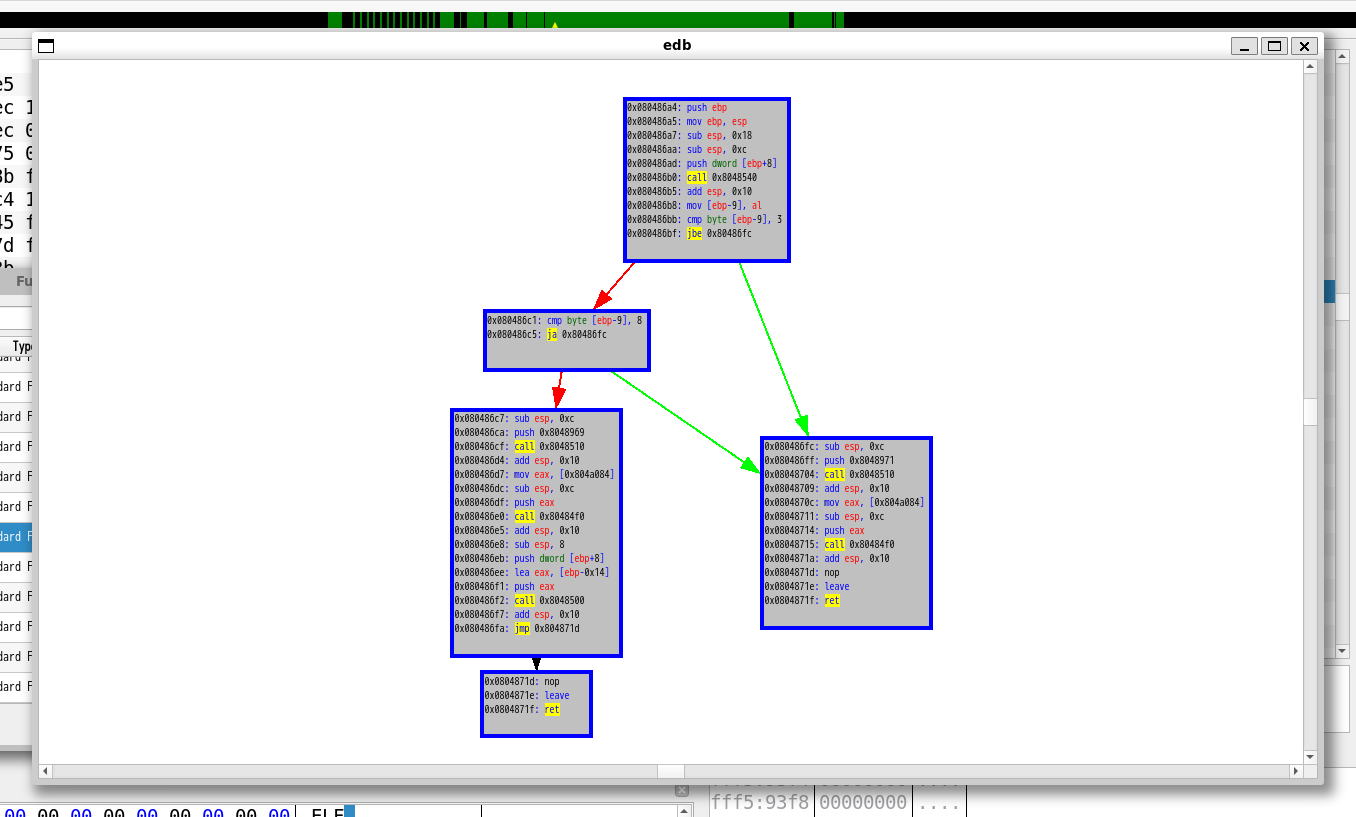 edb
0x080486a4: push ebp
0x080486a5: mov ebp, esp
0x080486a7: sub esp, 0x18
0x080486aa: sub esp, 0xc
0x080486ad: push dword [ebp+8]
0x080486b0: call 0x8048540
0x080486b5: add esp, 0x10
0x080486b8: mov [ebp-9], al
0x080486bb: cmp byte [ebp-9], 3
0x080486bf: jbe 0x80486fc
0x080486c1: cmp byte [ebp-9], 8
0x080486c5: ja 0x80486fc
0x080486c7: sub esp, 0xc
0x080486ca: push 0x8048969
0x080486cf: call 0x8048510
0x080486d4: add esp, 0x10
0x080486d7: mov eax, [0x804a084]
0x080486dc: sub esp, 0xc
0x080486df: push eax
0x080486e0: call 0x80484f0
0x080486e5: add esp, 0x10
0x080486e8: sub esp, 8
0x080486eb: push dword [ebp+8]
0x080486ee: lea eax, [ebp-0x14]
0x080486f1: push eax
0x080486f2: call 0x8048500
0x080486f7: add esp, 0x10
0x080486fa: jmp 0x804871d
0x080486fc: sub esp, 0xc
0x080486ff: push 0x8048971
0x08048704: call 0x8048510
0x08048709: add esp, 0x10
0x0804870c: mov eax, [0x804a084]
0x08048711: sub esp, 0xc
0x08048714: push eax
0x08048715: call 0x80484f0
0x0804871a: add esp, 0x10
0x0804871d: nop
0x0804871e: leave
0x0804871f: ret
0x0804871d: nop
0x0804871e: leave
0x0804871f: ret
e5
ec 1
ec 0
75 0
8b f
c4 1
45 f
7d f
Fu
Type
dard F
dard F
dard F
dard F
dard F
dard F
dard F
dard F
dard F
dard F
dard F
00 00 00 00 00 00 00 00 00 ELF
fff5:93f8 00000000 ....